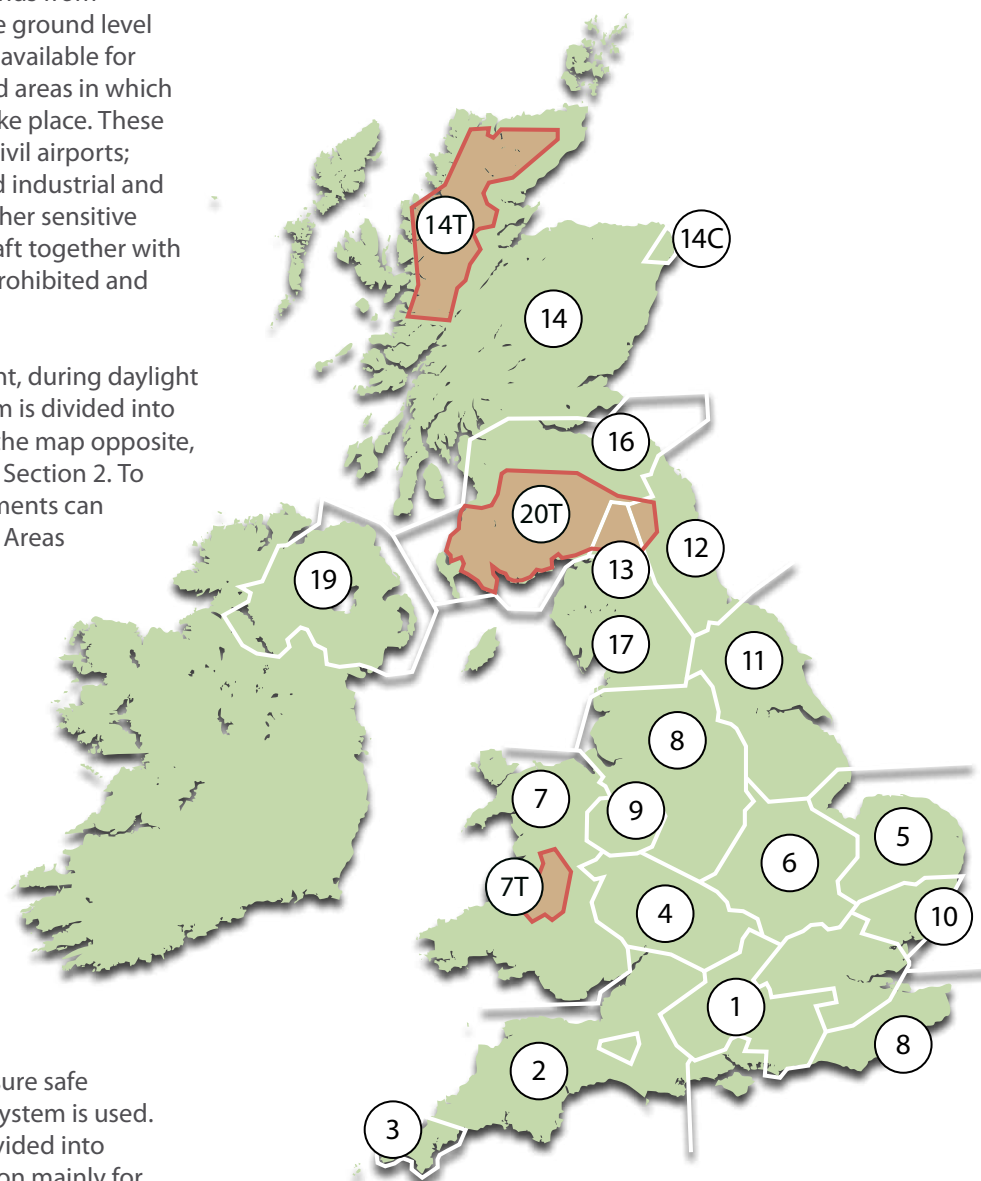 e ground level
available for
d areas in which
ke place. These
ivil airports;
d industrial and
her sensitive
aft together with
rohibited and
nt, during daylight
m is divided into
the map opposite,
Section 2. To
ments can
Areas
sure safe
system is used.
vided into
on mainly for
14T
14C
14
16
20T
12
13
19
17
11
8
7
9
5
6
7T
4
10
1
8
2
3